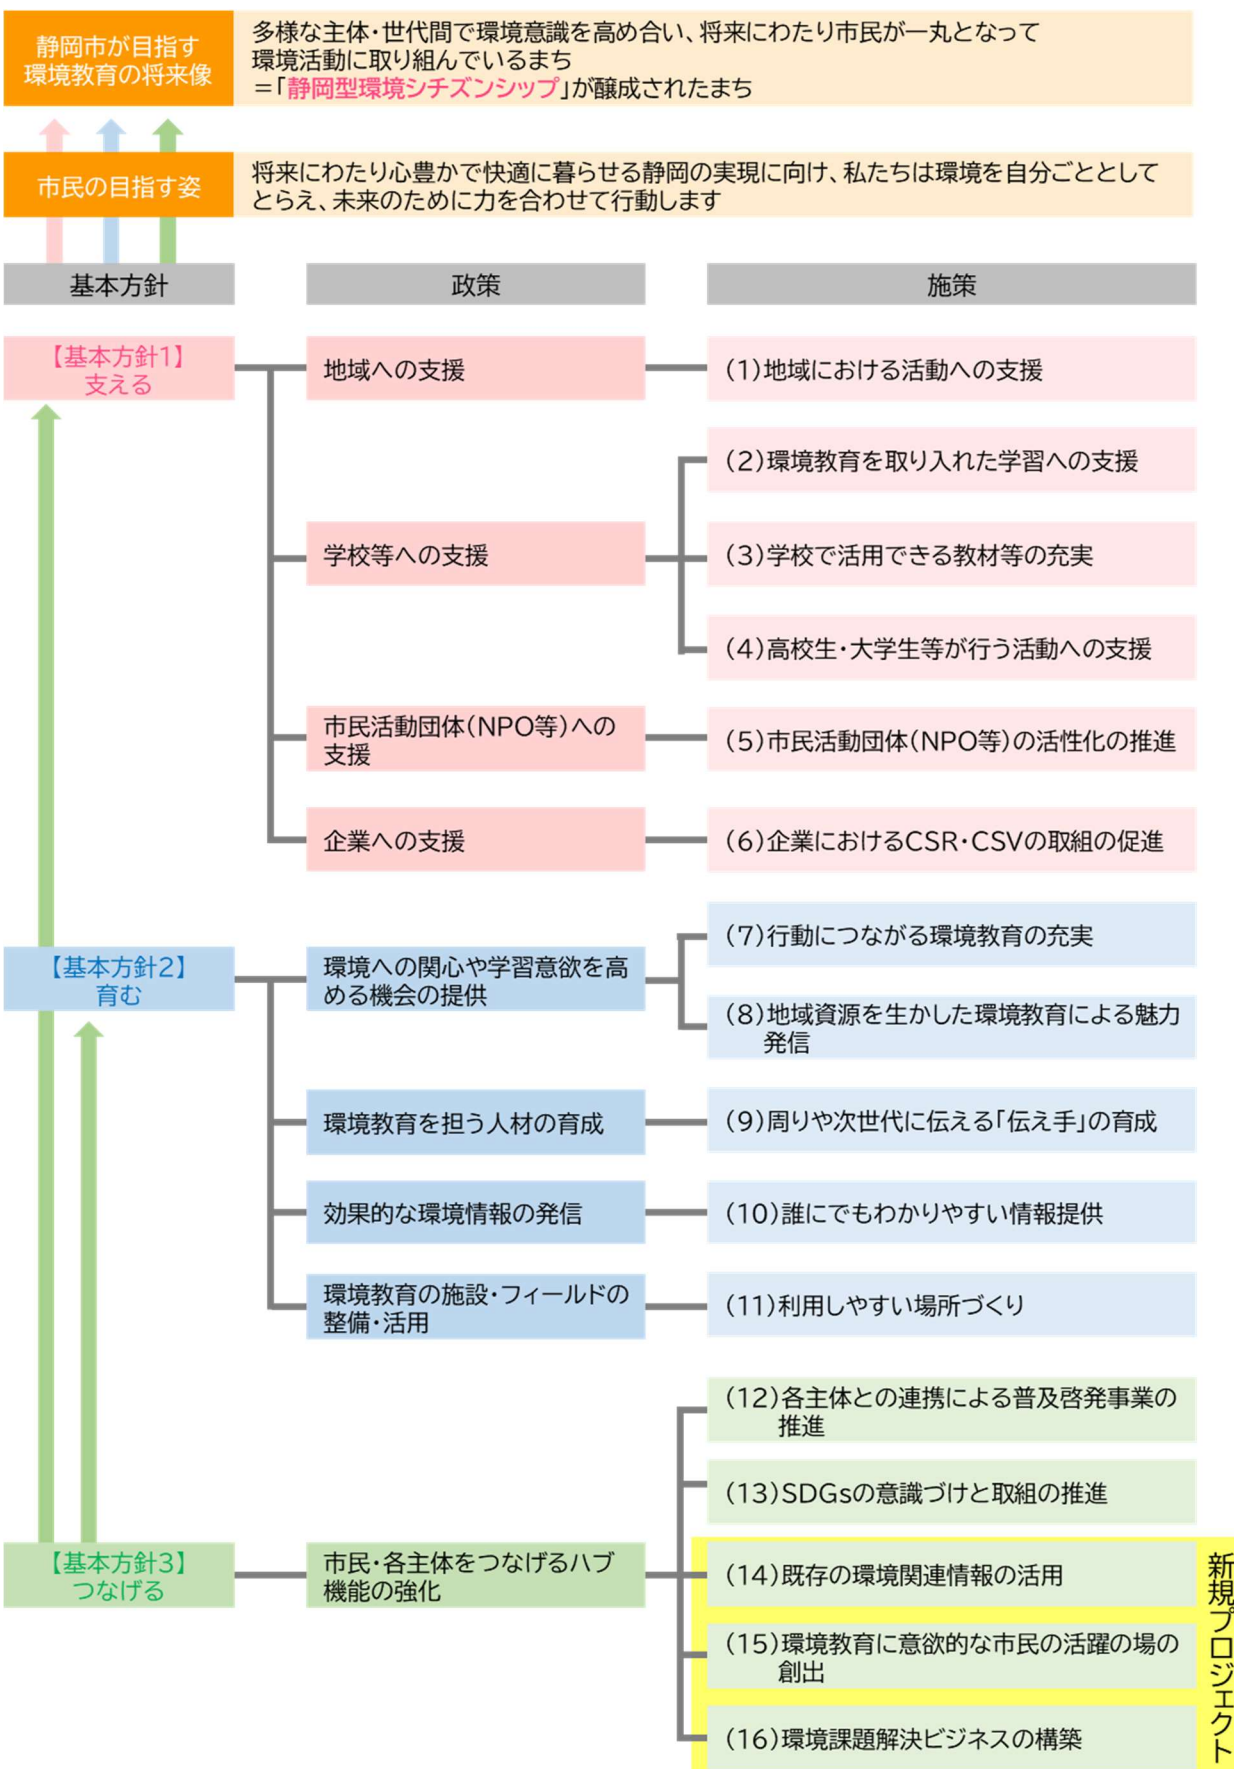 静岡市が目指す
環境教育の将来像
多様な主体・世代間で環境意識を高め合い、将来にわたり市民が一丸となって
環境活動に取り組んでいるまち
＝「静岡型環境シチズンシップ」が醸成されたまち
市民の目指す姿
将来にわたり心豊かで快適に暮らせる静岡の実現に向け、私たちは環境を自分ごととして
とらえ、未来のために力を合わせて行動します
基本方針
政策
施策
【基本方針1】
支える
地域への支援
（1）地域における活動への支援
学校等への支援
（2）環境教育を取り入れた学習への支援
（3）学校で活用できる教材等の充実
（4）高校生・大学生等が行う活動への支援
市民活動団体（NPO等）への
支援
（5）市民活動団体（NPO等）の活性化の推進
企業への支援
（6）企業におけるCSR・CSVの取組の促進
【基本方針2】
育む
環境への関心や学習意欲を高
める機会の提供
（7）行動につながる環境教育の充実
（8）地域資源を生かした環境教育による魅力
発信
環境教育を担う人材の育成
（9）周りや次世代に伝える「伝え手」の育成
効果的な環境情報の発信
（10）誰にでもわかりやすい情報提供
環境教育の施設・フィールドの
整備・活用
（11）利用しやすい場所づくり
【基本方針3】
つなげる
市民・各主体をつなげるハブ
機能の強化
（12）各主体との連携による普及啓発事業の
推進
（13）SDGsの意識づけと取組の推進
（14）既存の環境関連情報の活用
（15）環境教育に意欲的な市民の活躍の場の
創出
（16）環境課題解決ビジネスの構築
新規プロジェクト